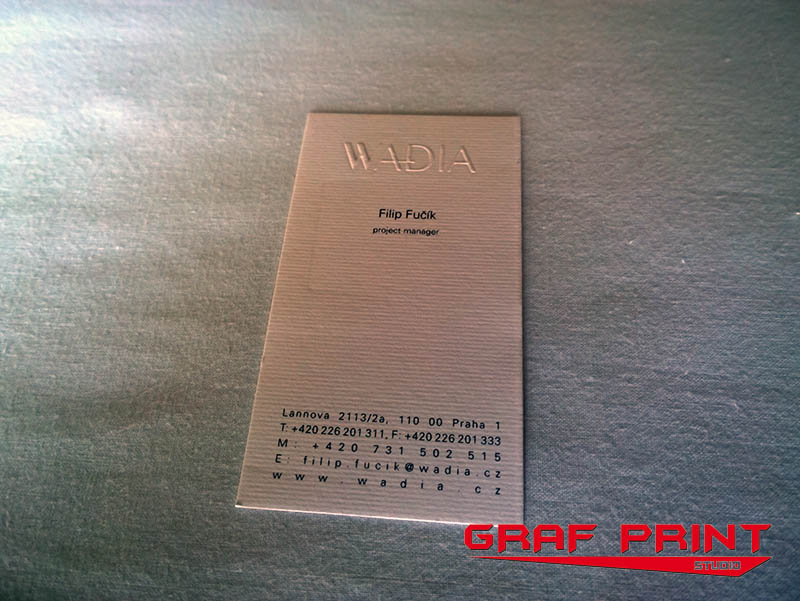 WADIA
Filip Fučík
project manager
Lannova 2113/2a, 110 00 Praha 1
T: +420 226 201 311, F: +420 226 201 333
M: +420 731 502 515
E: filip.fucik@wadia.cz
www.wadia.cz
GRAF PRINT
STUDIO